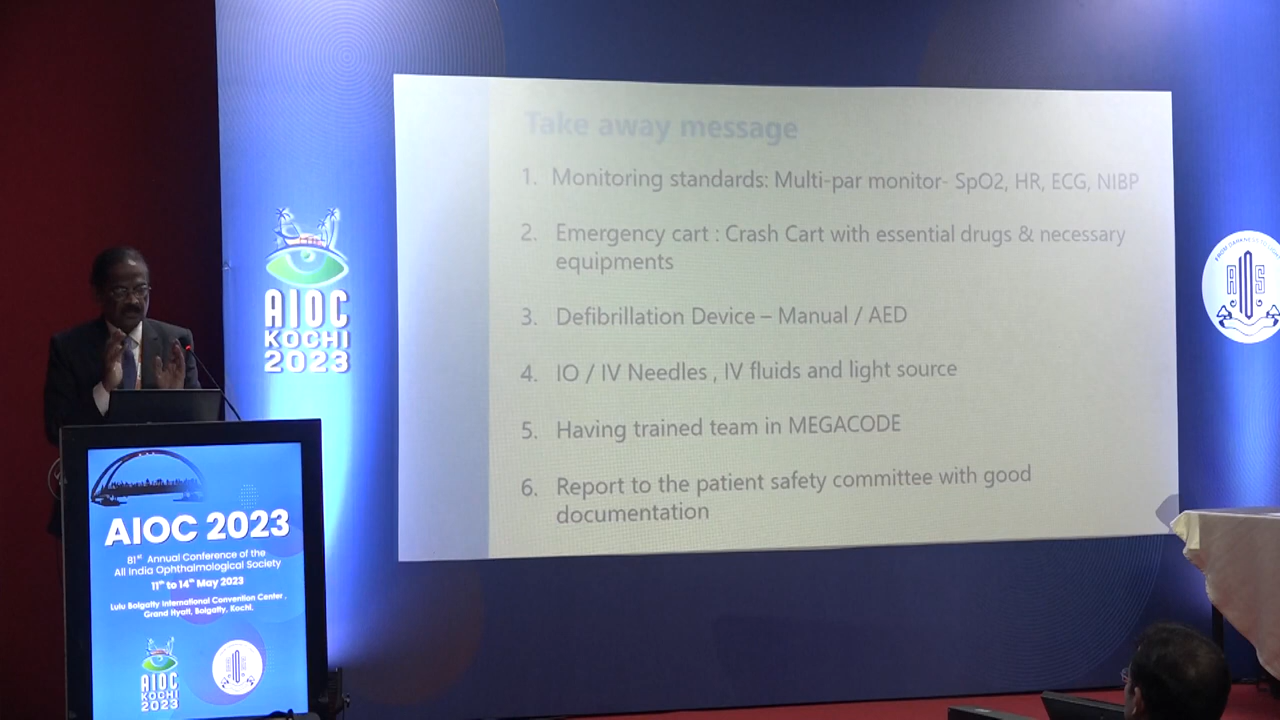 Take away message
1. Monitoring standards: Multi-par monitor- SpO2, HR, ECG, NIBP
2. Emergency cart : Crash Cart with essential drugs & necessary
equipments
3. Defibrillation Device – Manual / AED
4. IO / IV Needles , IV fluids and light source
5. Having trained team in MEGACODE
6. Report to the patient safety committee with good
documentation
AIOC
KOCHI
2023
AIOC 2023
81st Annual Conference of the
All India Ophthalmological Society
11th to 14th May 2023
Lulu Bolgatty International Convention Center ,
Grand Hyatt, Bolgatty, Kochi.
AIOC
KOCHI
2023
FROM DARKNESS TO LIGHT